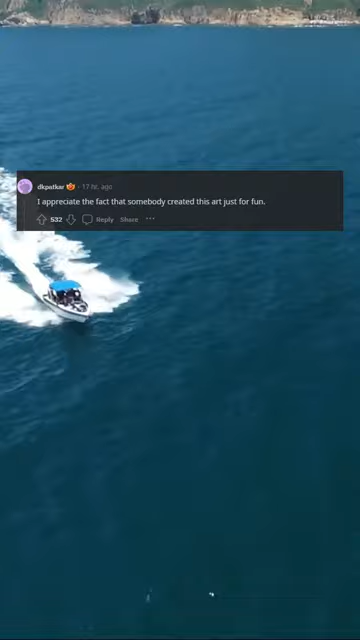 dkpatkar · 17 hr. ago
I appreciate the fact that somebody created this art just for fun.
532 Reply Share ...